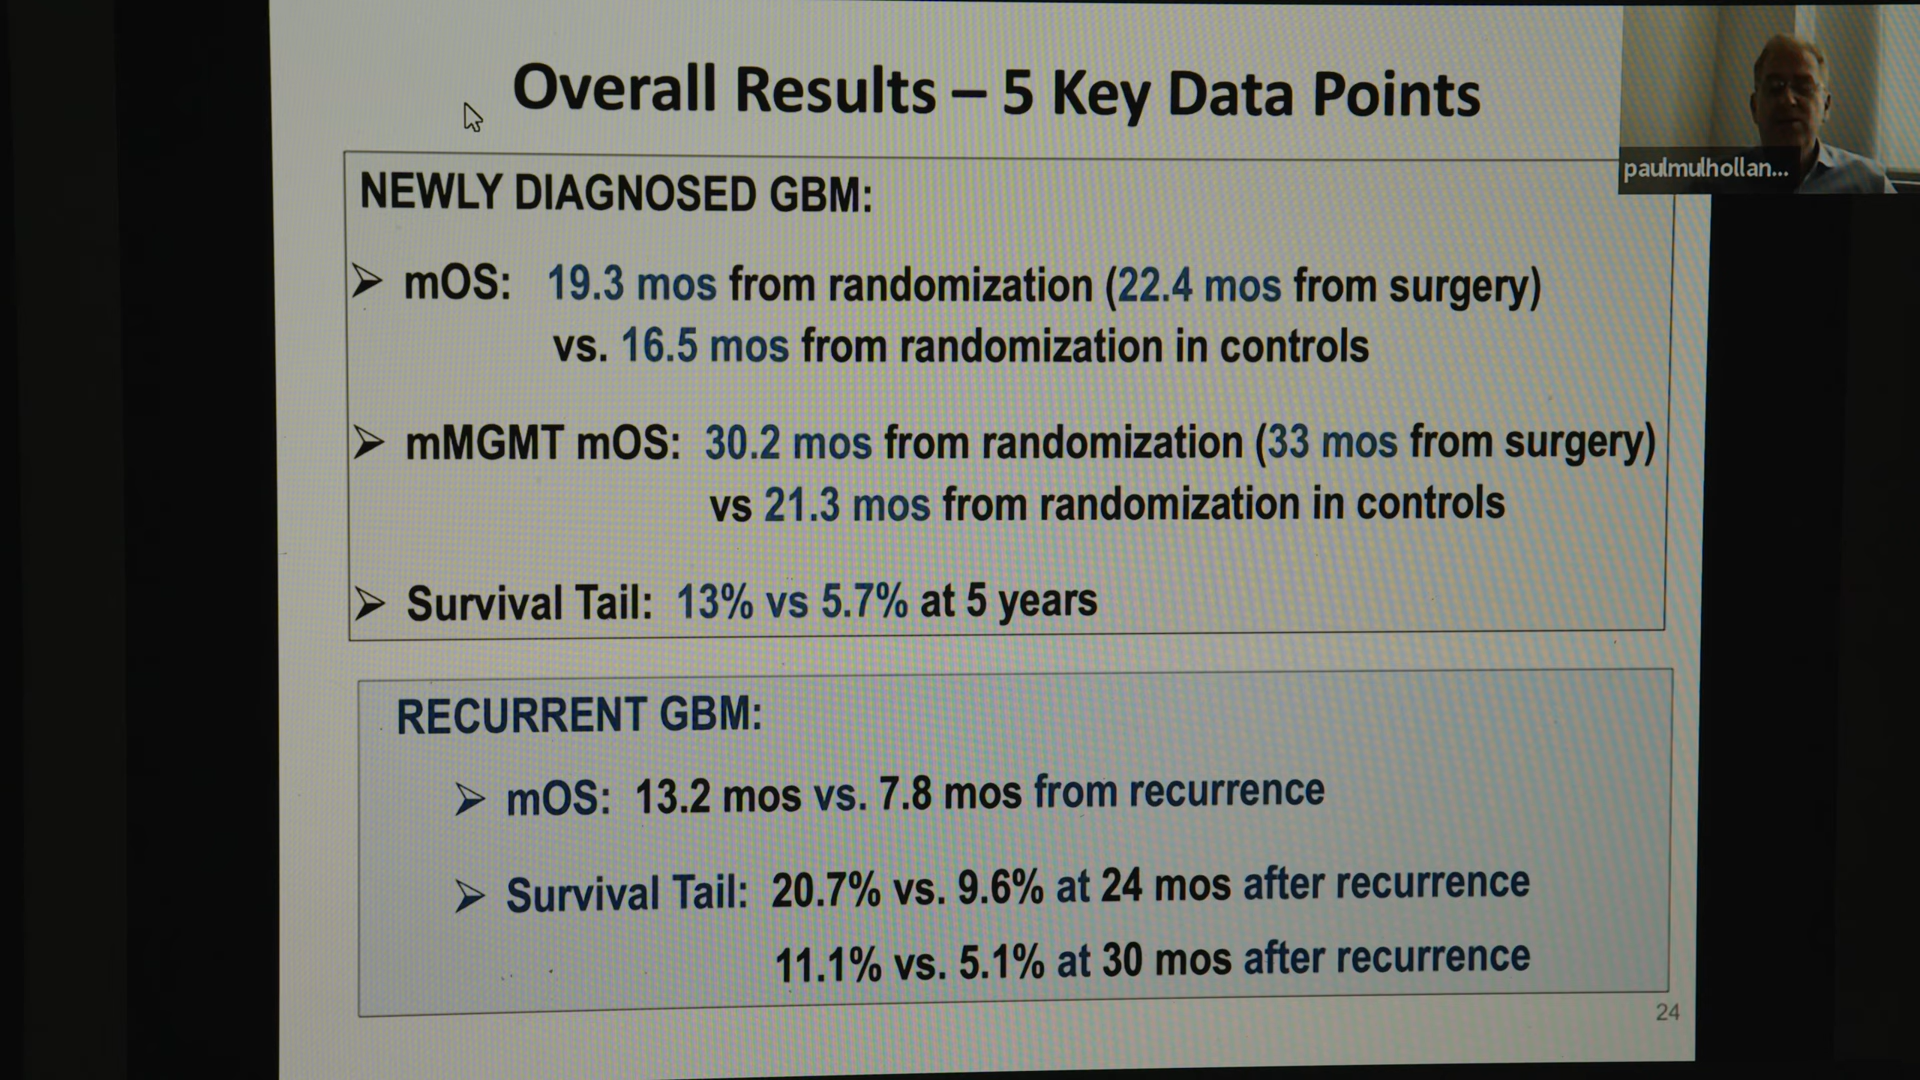 Overall Results – 5 Key Data Points
paulmulhollan...
NEWLY DIAGNOSED GBM:
➢ mOS: 19.3 mos from randomization (22.4 mos from surgery)
vs. 16.5 mos from randomization in controls
➢ mMGMT mOS: 30.2 mos from randomization (33 mos from surgery)
vs 21.3 mos from randomization in controls
➢ Survival Tail: 13% vs 5.7% at 5 years
RECURRENT GBM:
➢ mOS: 13.2 mos vs. 7.8 mos from recurrence
➢ Survival Tail: 20.7% vs. 9.6% at 24 mos after recurrence
11.1% vs. 5.1% at 30 mos after recurrence
24